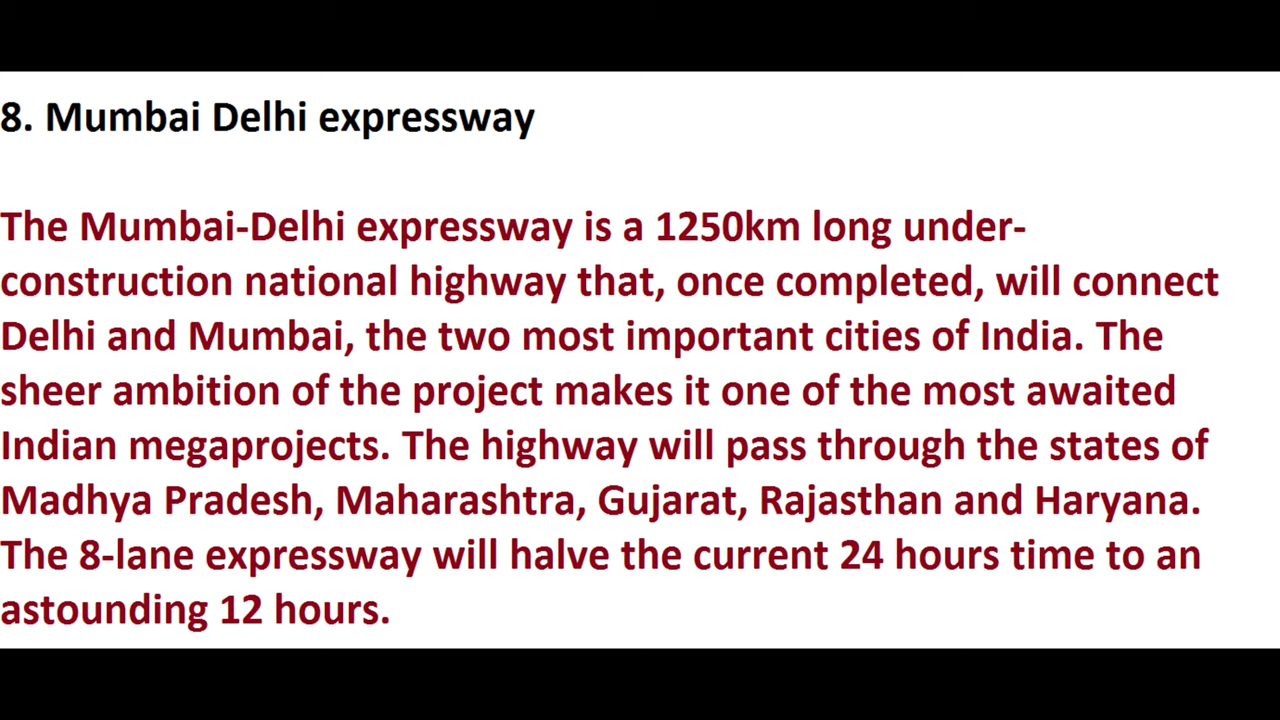 8. Mumbai Delhi expressway
The Mumbai-Delhi expressway is a 1250km long under-
construction national highway that, once completed, will connect
Delhi and Mumbai, the two most important cities of India. The
sheer ambition of the project makes it one of the most awaited
Indian megaprojects. The highway will pass through the states of
Madhya Pradesh, Maharashtra, Gujarat, Rajasthan and Haryana.
The 8-lane expressway will halve the current 24 hours time to an
astounding 12 hours.